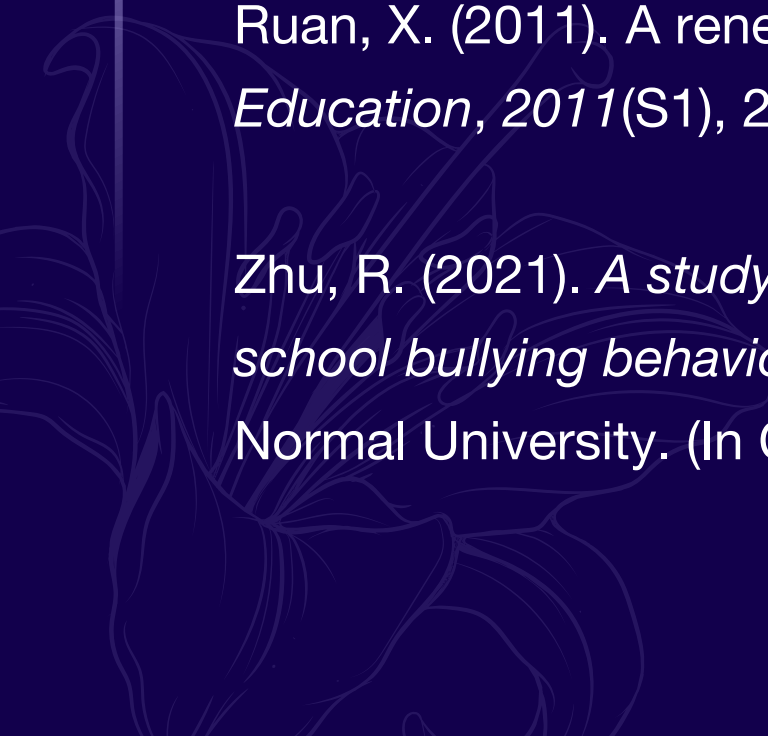 Ruan, X. (2011). A rene
Education, 2011(S1), 2
Zhu, R. (2021). A study
school bullying behavio
Normal University. (In C